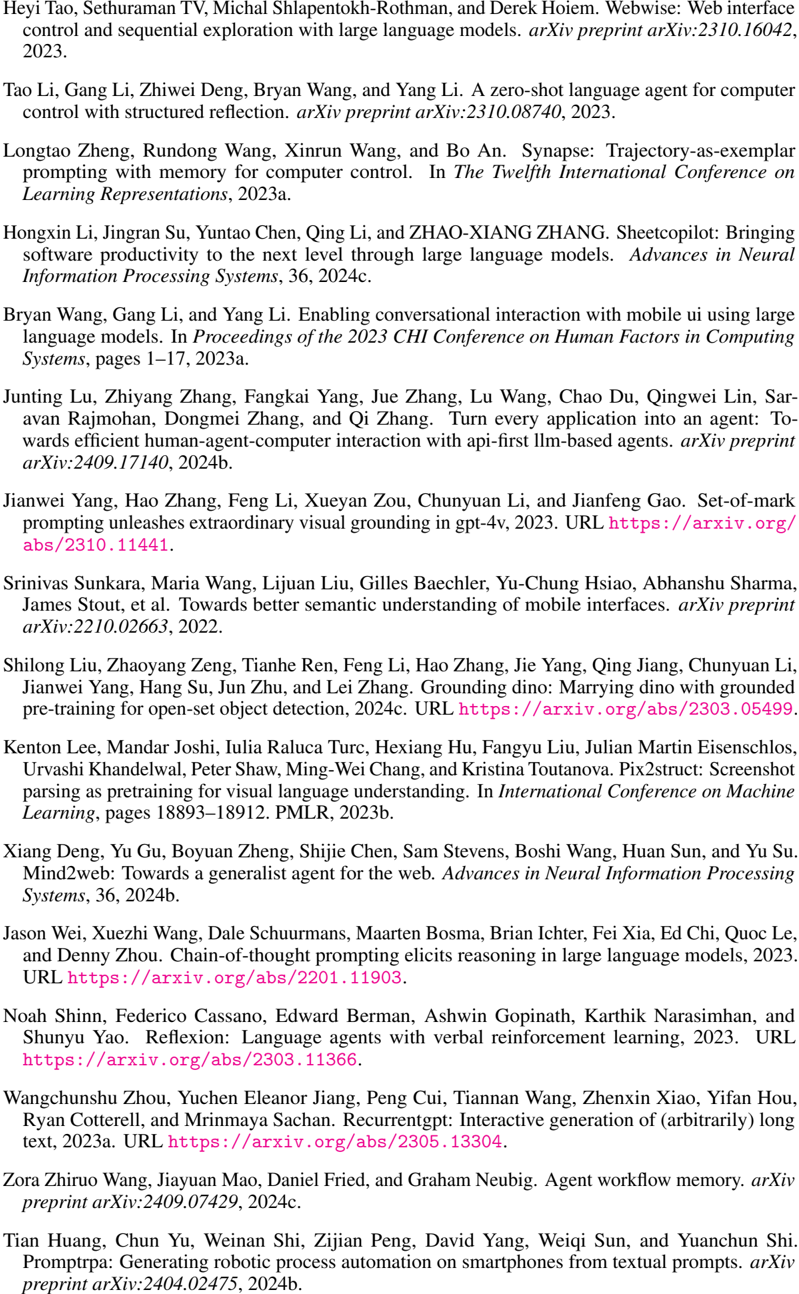 Heyi Tao, Sethuraman TV, Michal Shlapentokh-Rothman, and Derek Hoiem. Webwise: Web interface
control and sequential exploration with large language models. arXiv preprint arXiv:2310.16042,
2023.
Tao Li, Gang Li, Zhiwei Deng, Bryan Wang, and Yang Li. A zero-shot language agent for computer
control with structured reflection. arXiv preprint arXiv:2310.08740, 2023.
Longtao Zheng, Rundong Wang, Xinrun Wang, and Bo An. Synapse: Trajectory-as-exemplar
prompting with memory for computer control. In The Twelfth International Conference on
Learning Representations, 2023a.
Hongxin Li, Jingran Su, Yuntao Chen, Qing Li, and ZHAO-XIANG ZHANG. Sheetcopilot: Bringing
software productivity to the next level through large language models. Advances in Neural
Information Processing Systems, 36, 2024c.
Bryan Wang, Gang Li, and Yang Li. Enabling conversational interaction with mobile ui using large
language models. In Proceedings of the 2023 CHI Conference on Human Factors in Computing
Systems, pages 1–17, 2023a.
Junting Lu, Zhiyang Zhang, Fangkai Yang, Jue Zhang, Lu Wang, Chao Du, Qingwei Lin, Sar-
avan Rajmohan, Dongmei Zhang, and Qi Zhang. Turn every application into an agent: To-
wards efficient human-agent-computer interaction with api-first llm-based agents. arXiv preprint
arXiv:2409.17140, 2024b.
Jianwei Yang, Hao Zhang, Feng Li, Xueyan Zou, Chunyuan Li, and Jianfeng Gao. Set-of-mark
prompting unleashes extraordinary visual grounding in gpt-4v, 2023. URL https://arxiv.org/
abs/2310.11441.
Srinivas Sunkara, Maria Wang, Lijuan Liu, Gilles Baechler, Yu-Chung Hsiao, Abhanshu Sharma,
James Stout, et al. Towards better semantic understanding of mobile interfaces. arXiv preprint
arXiv:2210.02663, 2022.
Shilong Liu, Zhaoyang Zeng, Tianhe Ren, Feng Li, Hao Zhang, Jie Yang, Qing Jiang, Chunyuan Li,
Jianwei Yang, Hang Su, Jun Zhu, and Lei Zhang. Grounding dino: Marrying dino with grounded
pre-training for open-set object detection, 2024c. URL https://arxiv.org/abs/2303.05499.
Kenton Lee, Mandar Joshi, Iulia Raluca Turc, Hexiang Hu, Fangyu Liu, Julian Martin Eisenschlos,
Urvashi Khandelwal, Peter Shaw, Ming-Wei Chang, and Kristina Toutanova. Pix2struct: Screenshot
parsing as pretraining for visual language understanding. In International Conference on Machine
Learning, pages 18893–18912. PMLR, 2023b.
Xiang Deng, Yu Gu, Boyuan Zheng, Shijie Chen, Sam Stevens, Boshi Wang, Huan Sun, and Yu Su.
Mind2web: Towards a generalist agent for the web. Advances in Neural Information Processing
Systems, 36, 2024b.
Jason Wei, Xuezhi Wang, Dale Schuurmans, Maarten Bosma, Brian Ichter, Fei Xia, Ed Chi, Quoc Le,
and Denny Zhou. Chain-of-thought prompting elicits reasoning in large language models, 2023.
URL https://arxiv.org/abs/2201.11903.
Noah Shinn, Federico Cassano, Edward Berman, Ashwin Gopinath, Karthik Narasimhan, and
Shunyu Yao. Reflexion: Language agents with verbal reinforcement learning, 2023. URL
https://arxiv.org/abs/2303.11366.
Wangchunshu Zhou, Yuchen Eleanor Jiang, Peng Cui, Tiannan Wang, Zhenxin Xiao, Yifan Hou,
Ryan Cotterell, and Mrinmaya Sachan. Recurrentgpt: Interactive generation of (arbitrarily) long
text, 2023a. URL https://arxiv.org/abs/2305.13304.
Zora Zhiruo Wang, Jiayuan Mao, Daniel Fried, and Graham Neubig. Agent workflow memory. arXiv
preprint arXiv:2409.07429, 2024c.
Tian Huang, Chun Yu, Weinan Shi, Zijian Peng, David Yang, Weiqi Sun, and Yuanchun Shi.
Promptrpa: Generating robotic process automation on smartphones from textual prompts. arXiv
preprint arXiv:2404.02475, 2024b.